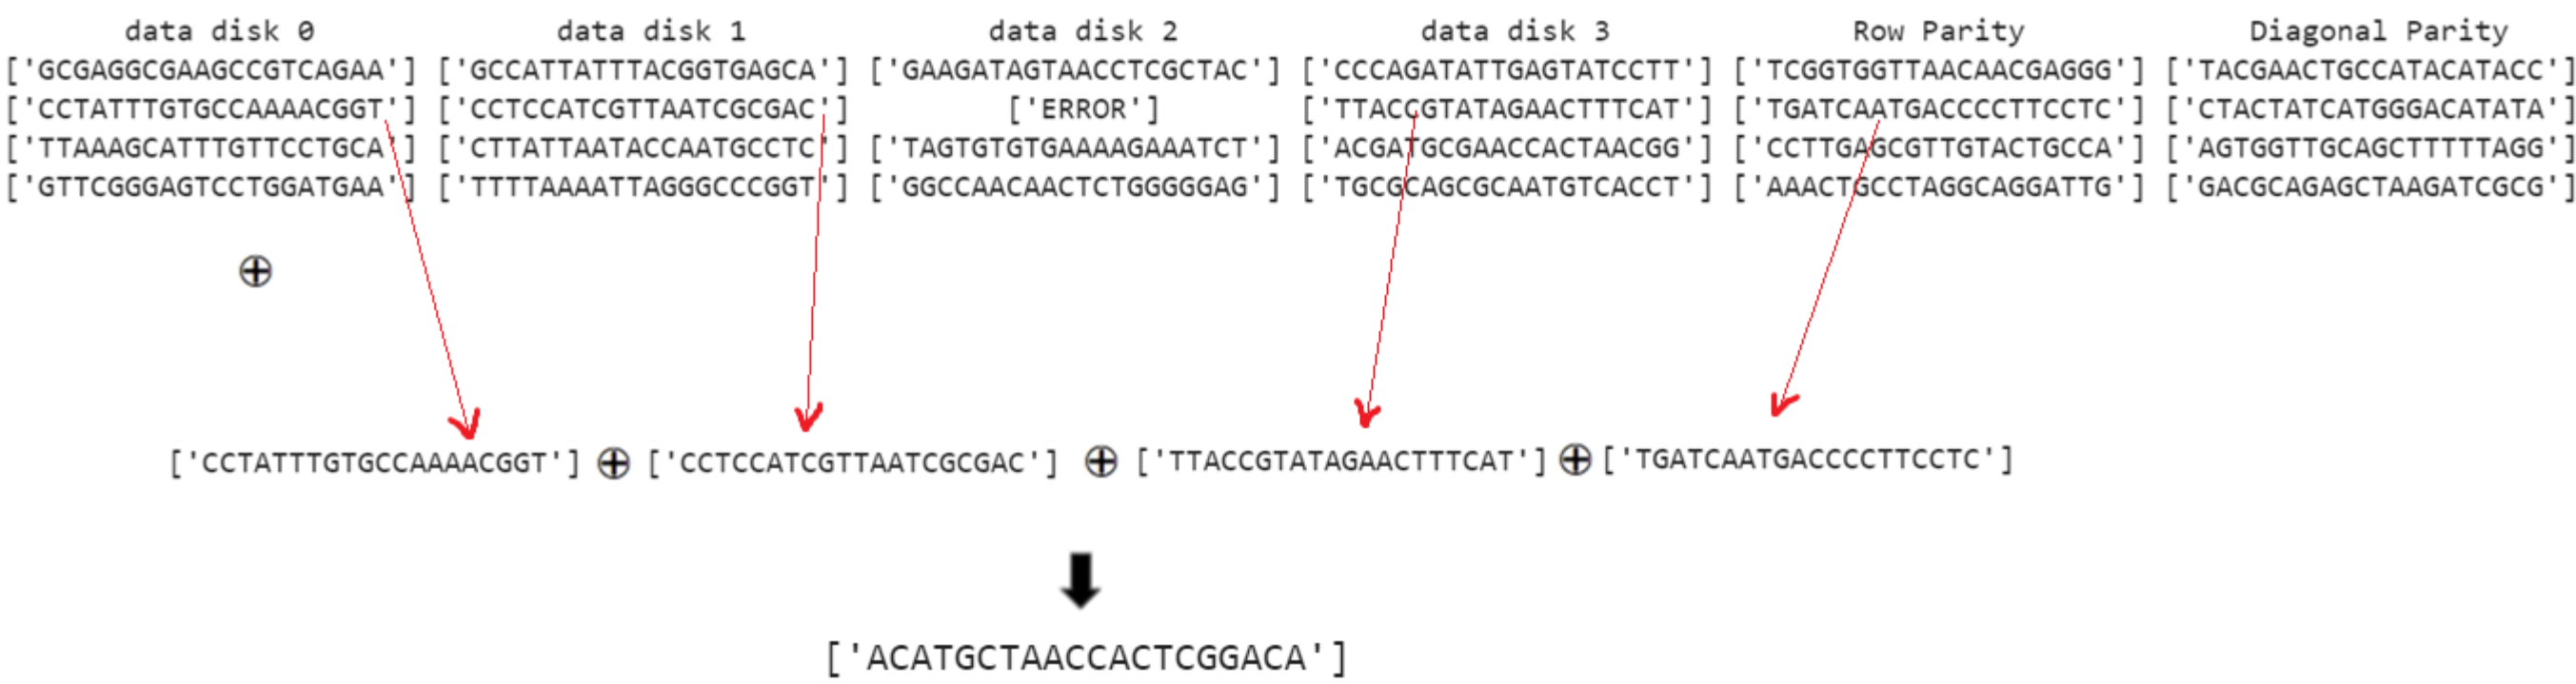 data disk 0 data disk 1 data disk 2 data disk 3 Row Parity Diagonal Parity
['GCGAGGCGAAGCCGTCAGAA'] ['GCCATTATTTACGGTGAGCA'] ['GAAGATAGTAACCTCGCTAC'] ['CCCAGATATTGAGTATCCTT'] ['TCGGTGGTTAACAACGAGGG'] ['TACGAACTGCCATACATACC']
['CCTATTTGTGCCAAAACGGT'] ['CCTCCATCGTTAATCGCGAC'] ['ERROR'] ['TTACCGTATAGAACTTTCAT'] ['TGATCAATGACCCCTTCCTC'] ['CTACTATCATGGGACATATA']
['TTAAAGCATTTGTTCCTGCA'] ['CTTATTAATACCAATGCCTC'] ['TAGTGTGTGAAAAGAAATCT'] ['ACGATGCGAACCACTAACGG'] ['CCTTGAGCGTTGTACTGCCA'] ['AGTGGTTGCAGCTTTTTAGG']
['GTTCGGGAGTCCTGGATGAA'] ['TTTTAAAATTAGGGCCCGGT'] ['GGCCAACAACTCTGGGGGAG'] ['TGCGCAGCGCAATGTCACCT'] ['AAACTGCCTAGGCAGGATTG'] ['GACGCAGAGCTAAGATCGCG']
⊕
['CCTATTTGTGCCAAAACGGT'] ⊕ ['CCTCCATCGTTAATCGCGAC'] ⊕ ['TTACCGTATAGAACTTTCAT'] ⊕ ['TGATCAATGACCCCTTCCTC']
['ACATGCTAACCACTCGGACA']